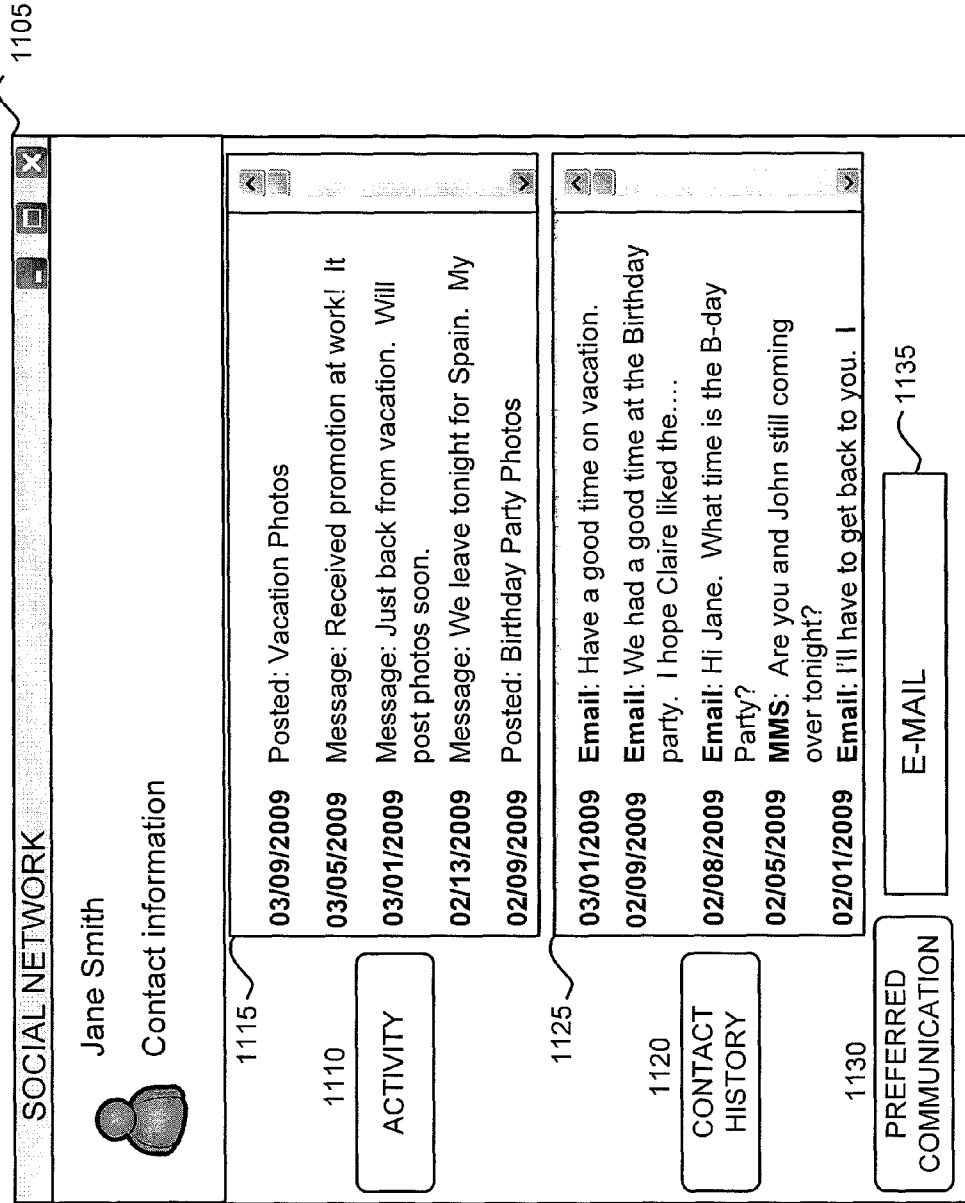 1105
SOCIAL NETWORK
Jane Smith
Contact information
1115
1110
ACTIVITY
03/09/2009 Posted: Vacation Photos
03/05/2009 Message: Received promotion at work! It
03/01/2009 Message: Just back from vacation. Will
post photos soon.
02/13/2009 Message: We leave tonight for Spain. My
02/09/2009 Posted: Birthday Party Photos
1125
1120
CONTACT
HISTORY
03/01/2009 Email: Have a good time on vacation.
02/09/2009 Email: We had a good time at the Birthday
party. I hope Claire liked the....
02/08/2009 Email: Hi Jane. What time is the B-day
Party?
02/05/2009 MMS: Are you and John still coming
over tonight?
02/01/2009 Email: I'll have to get back to you. I
1130
PREFERRED
COMMUNICATION
E-MAIL
1135